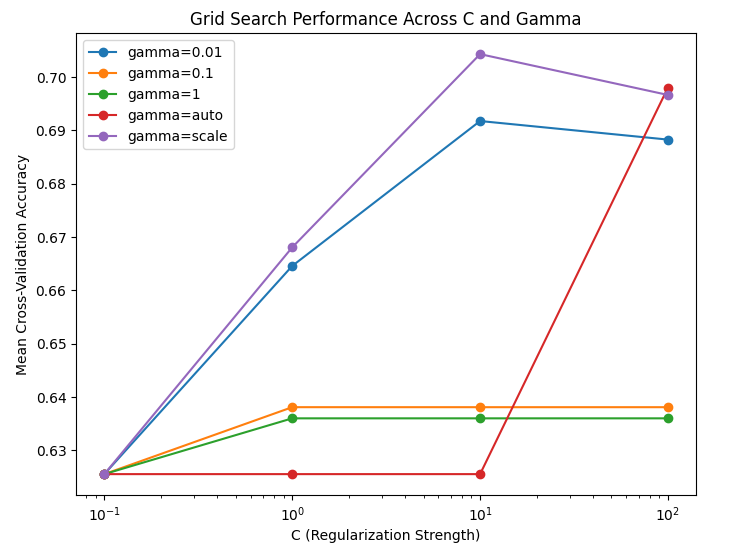 Grid Search Performance Across C and Gamma
gamma=0.01
gamma=0.1
gamma=1
gamma=auto
gamma=scale
Mean Cross-Validation Accuracy
0.70
0.69
0.68
0.67
0.66
0.65
0.64
0.63
10⁻¹ 10⁰ 10¹ 10²
C (Regularization Strength)